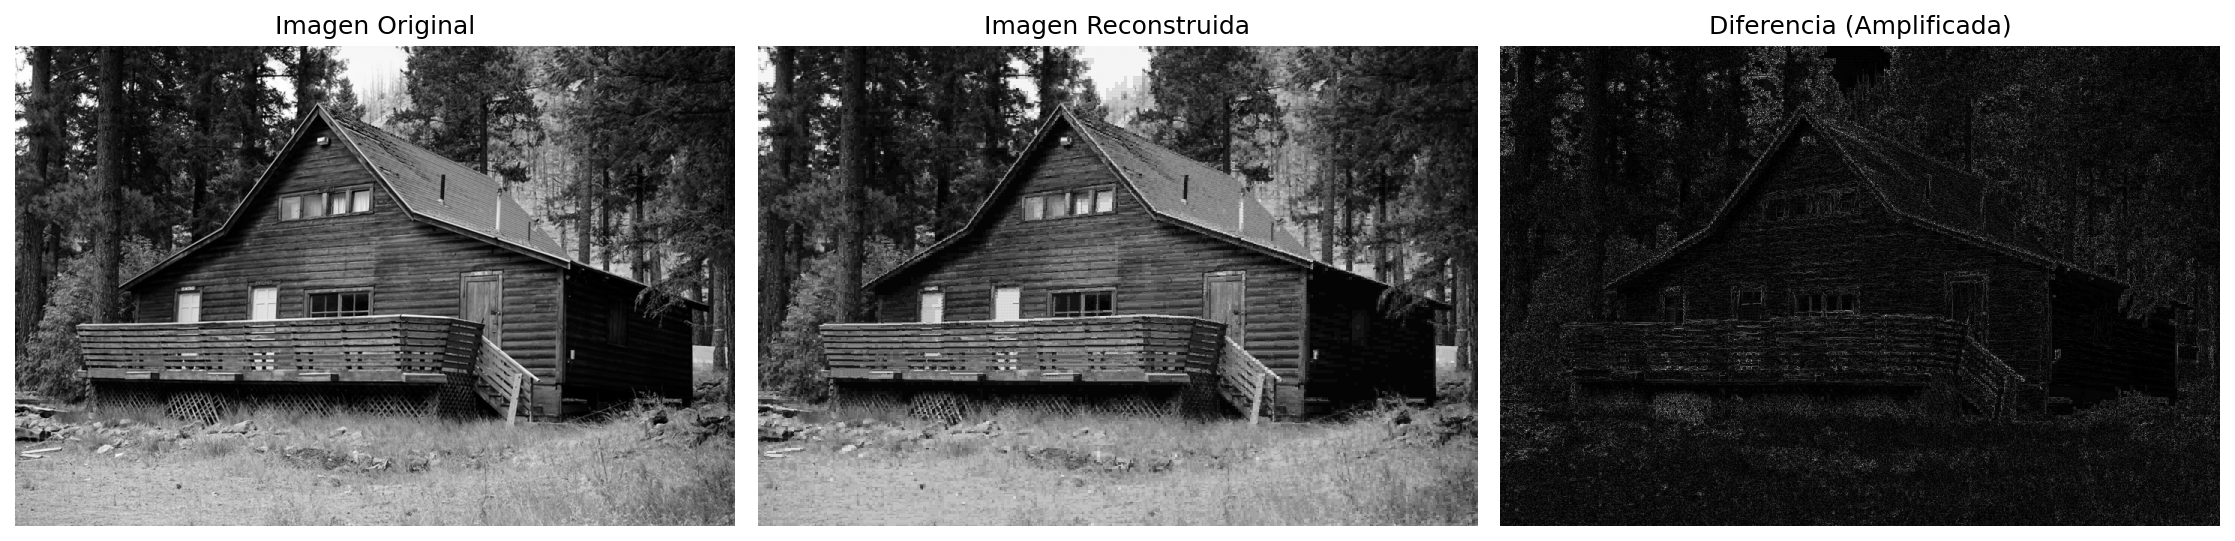 Imagen Original
Imagen Reconstruida
Diferencia (Amplificada)